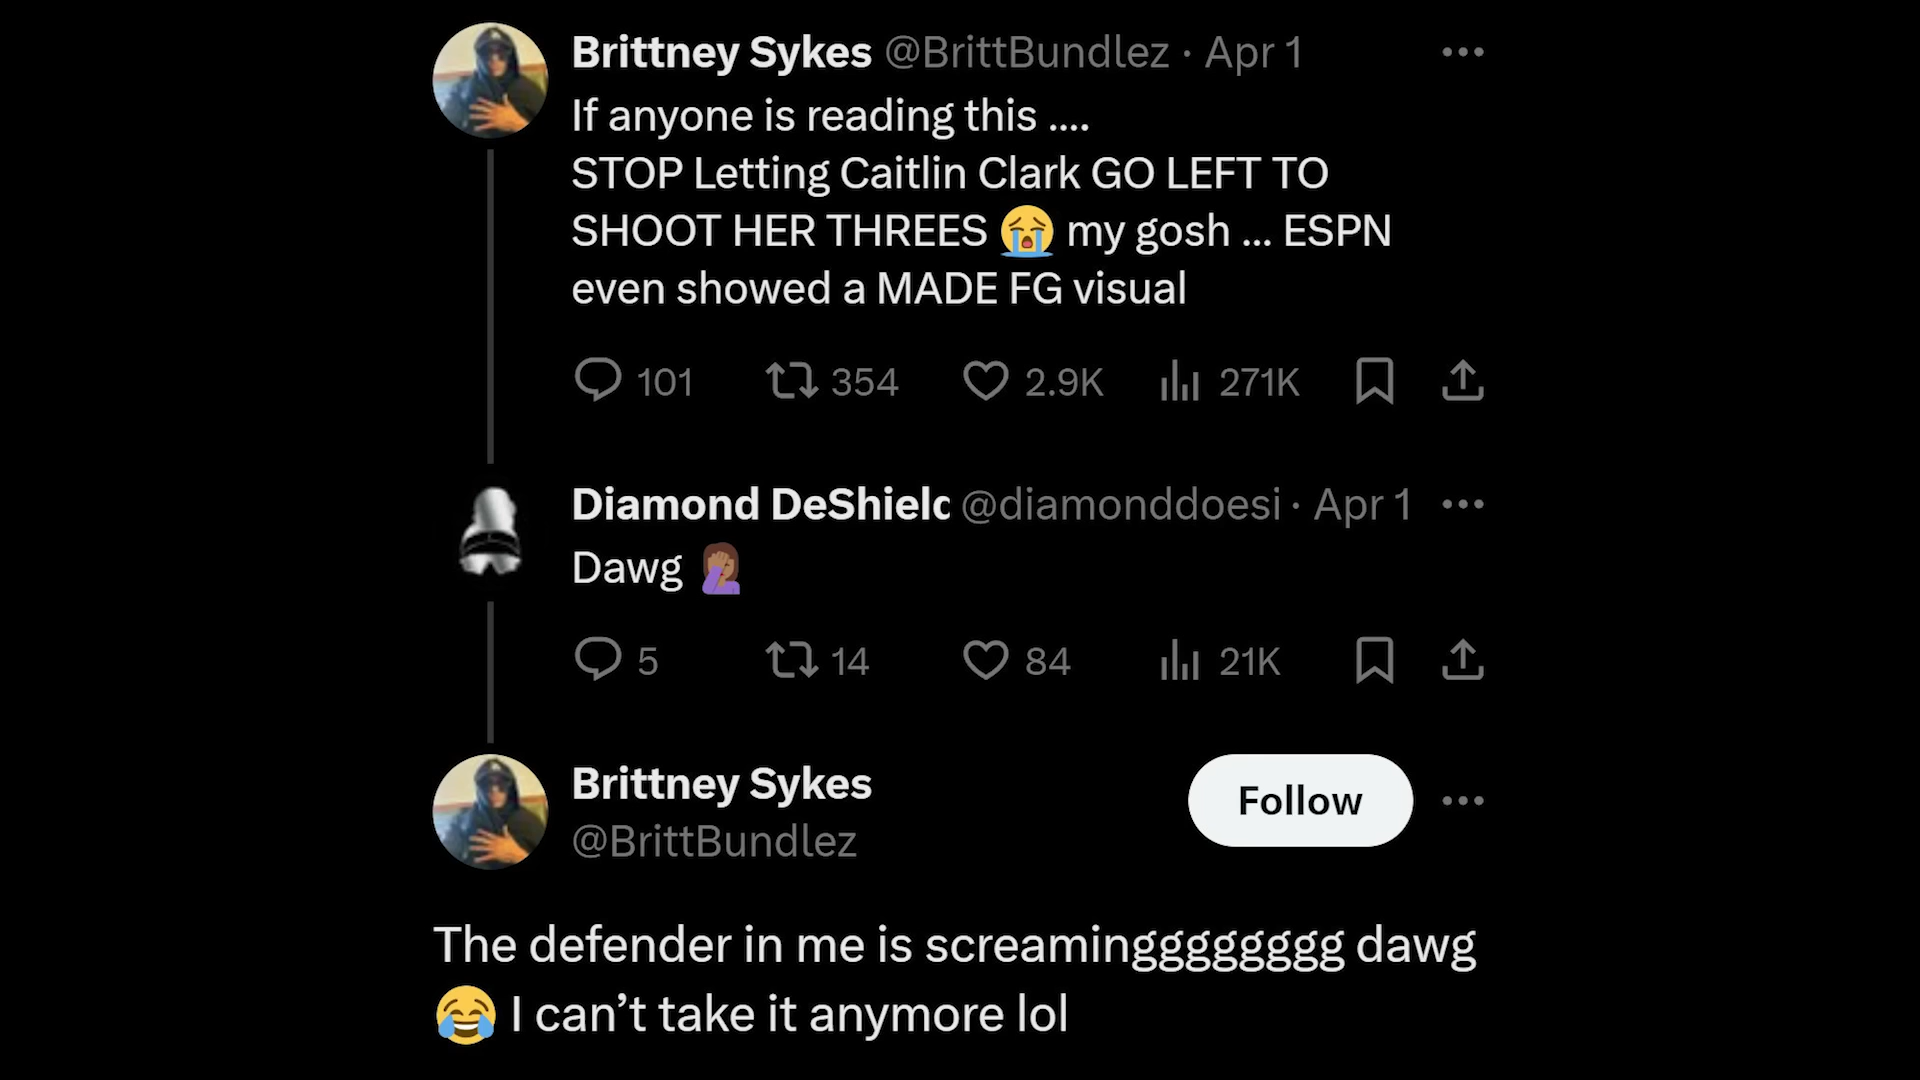 Brittney Sykes @BrittBundlez · Apr 1
If anyone is reading this ....
STOP Letting Caitlin Clark GO LEFT TO
SHOOT HER THREES 😭 my gosh ... ESPN
even showed a MADE FG visual
101 354 2.9K 271K
Diamond DeShielc @diamonddoesi · Apr 1
Dawg 🤦🏾‍♀️
5 14 84 21K
Brittney Sykes
Follow
@BrittBundlez
The defender in me is screamingggggggg dawg
😂 I can’t take it anymore lol